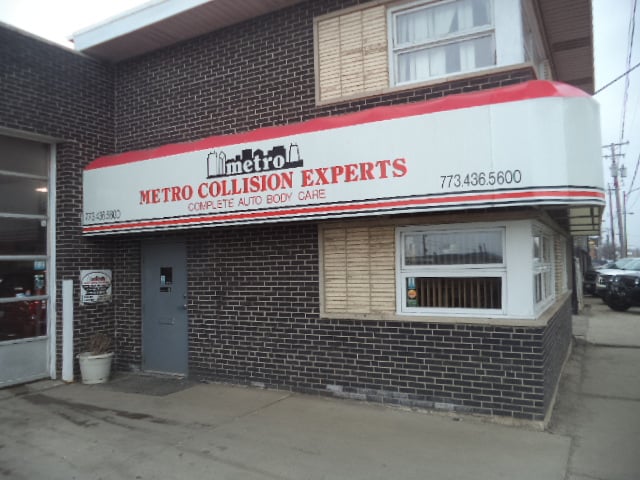 metro
METRO COLLISION EXPERTS
COMPLETE AUTO BODY CARE
773.436.5600
773.436.5600